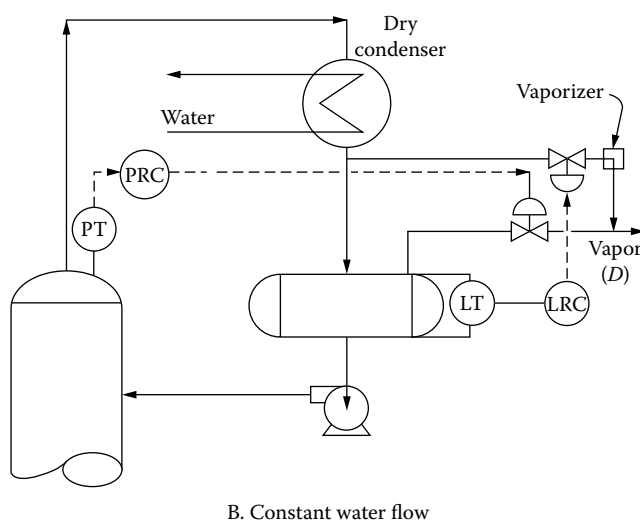 Dry
condenser
Vaporizer
Water
PRC
PT
Vapor
(D)
LT
LRC
B. Constant water flow